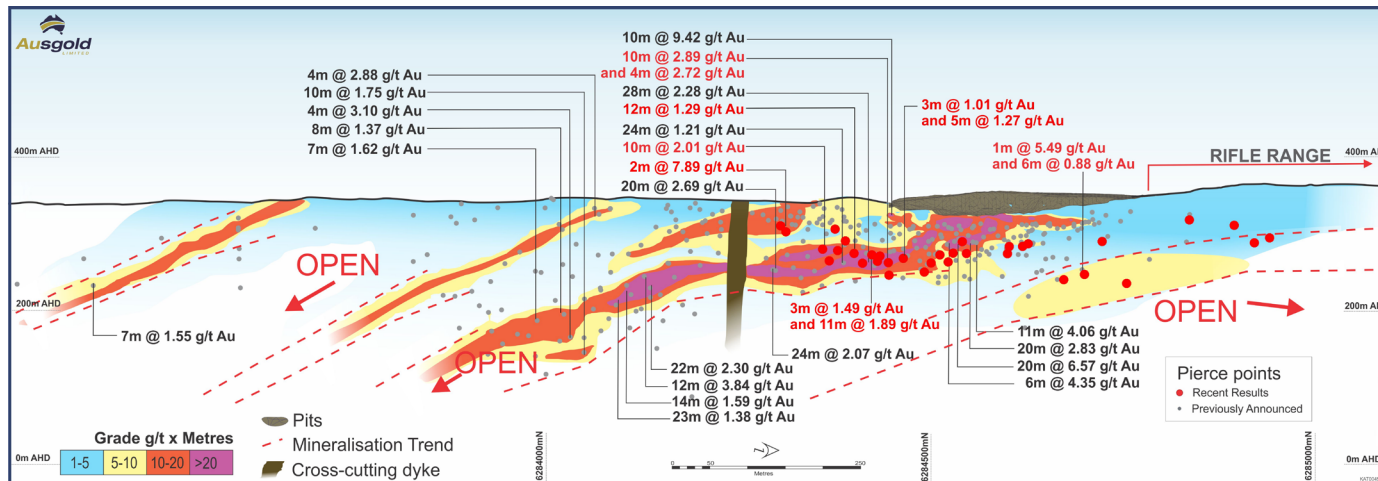 Ausgold
LIMITED
10m @ 9.42 g/t Au
10m @ 2.89 g/t Au
and 4m @ 2.72 g/t Au
28m @ 2.28 g/t Au
12m @ 1.29 g/t Au
24m @ 1.21 g/t Au
10m @ 2.01 g/t Au
2m @ 7.89 g/t Au
20m @ 2.69 g/t Au
4m @ 2.88 g/t Au
10m @ 1.75 g/t Au
4m @ 3.10 g/t Au
8m @ 1.37 g/t Au
7m @ 1.62 g/t Au
3m @ 1.01 g/t Au
and 5m @ 1.27 g/t Au
1m @ 5.49 g/t Au
and 6m @ 0.88 g/t Au
RIFLE RANGE
400m AHD
400m A
OPEN
200m AHD
7m @ 1.55 g/t Au
OPEN
3m @ 1.49 g/t Au
and 11m @ 1.89 g/t Au
24m @ 2.07 g/t Au
OPEN
200m A
22m @ 2.30 g/t Au
12m @ 3.84 g/t Au
14m @ 1.59 g/t Au
23m @ 1.38 g/t Au
11m @ 4.06 g/t Au
20m @ 2.83 g/t Au
20m @ 6.57 g/t Au
6m @ 4.35 g/t Au
Pierce points
Recent Results
Previously Announced
Grade g/t x Metres
1-5 5-10 10-20 >20
Pits
Mineralisation Trend
Cross-cutting dyke
0m AHD
0 50 250
Metres
6284000mN
6284500mN
6285000mN
0m AHD